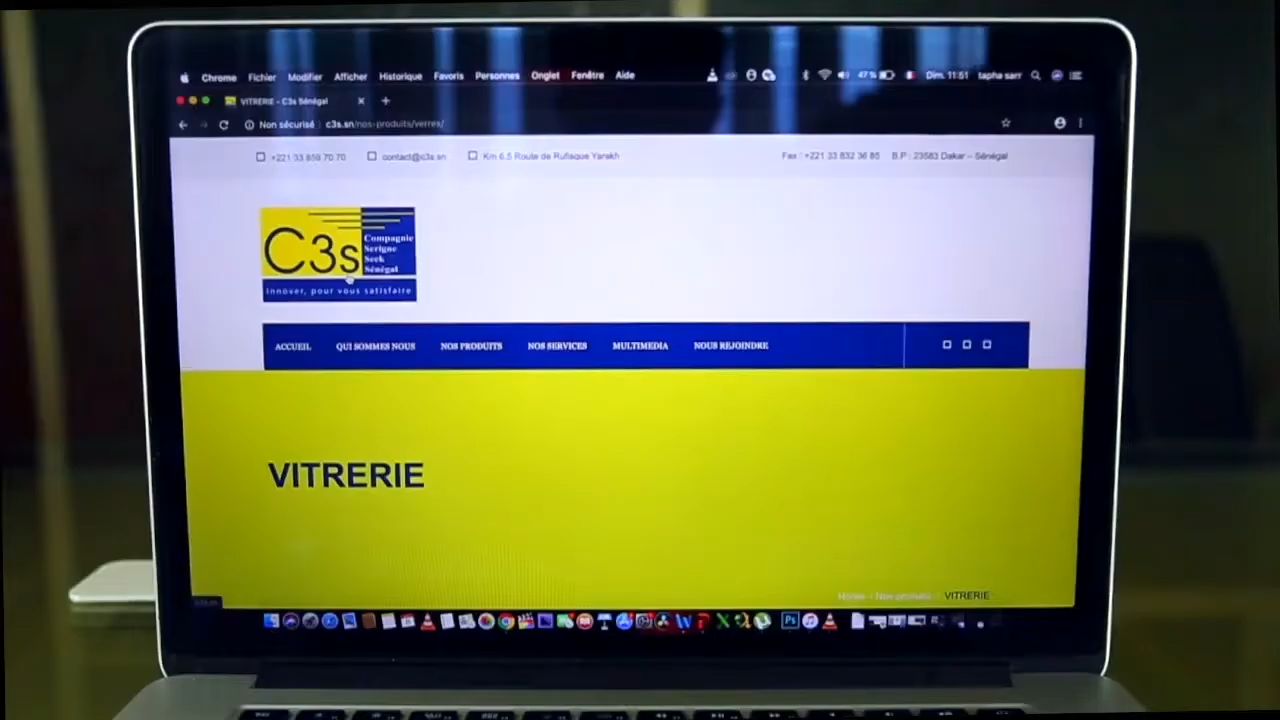 Chrome Fichier Modifier Afficher Historique Favoris Personnes Onglet Fenêtre Aide 47 % Dim. 11:51 tapha sarr
VITRERIE – C3s Sénégal
Non sécurisé c3s.sn/nos-produits/verres/
+221 33 859 70 70 contact@c3s.sn Km 6,5 Route de Rufisque Yarakh Fax : +221 33 832 36 85 B.P : 23583 Dakar – Sénégal
C3s
Compagnie
Serigne
Seck
Sénégal
Innover, pour vous satisfaire
ACCUEIL QUI SOMMES NOUS NOS PRODUITS NOS SERVICES MULTIMEDIA NOUS REJOINDRE
VITRERIE
Home Nos produits VITRERIE
Ps